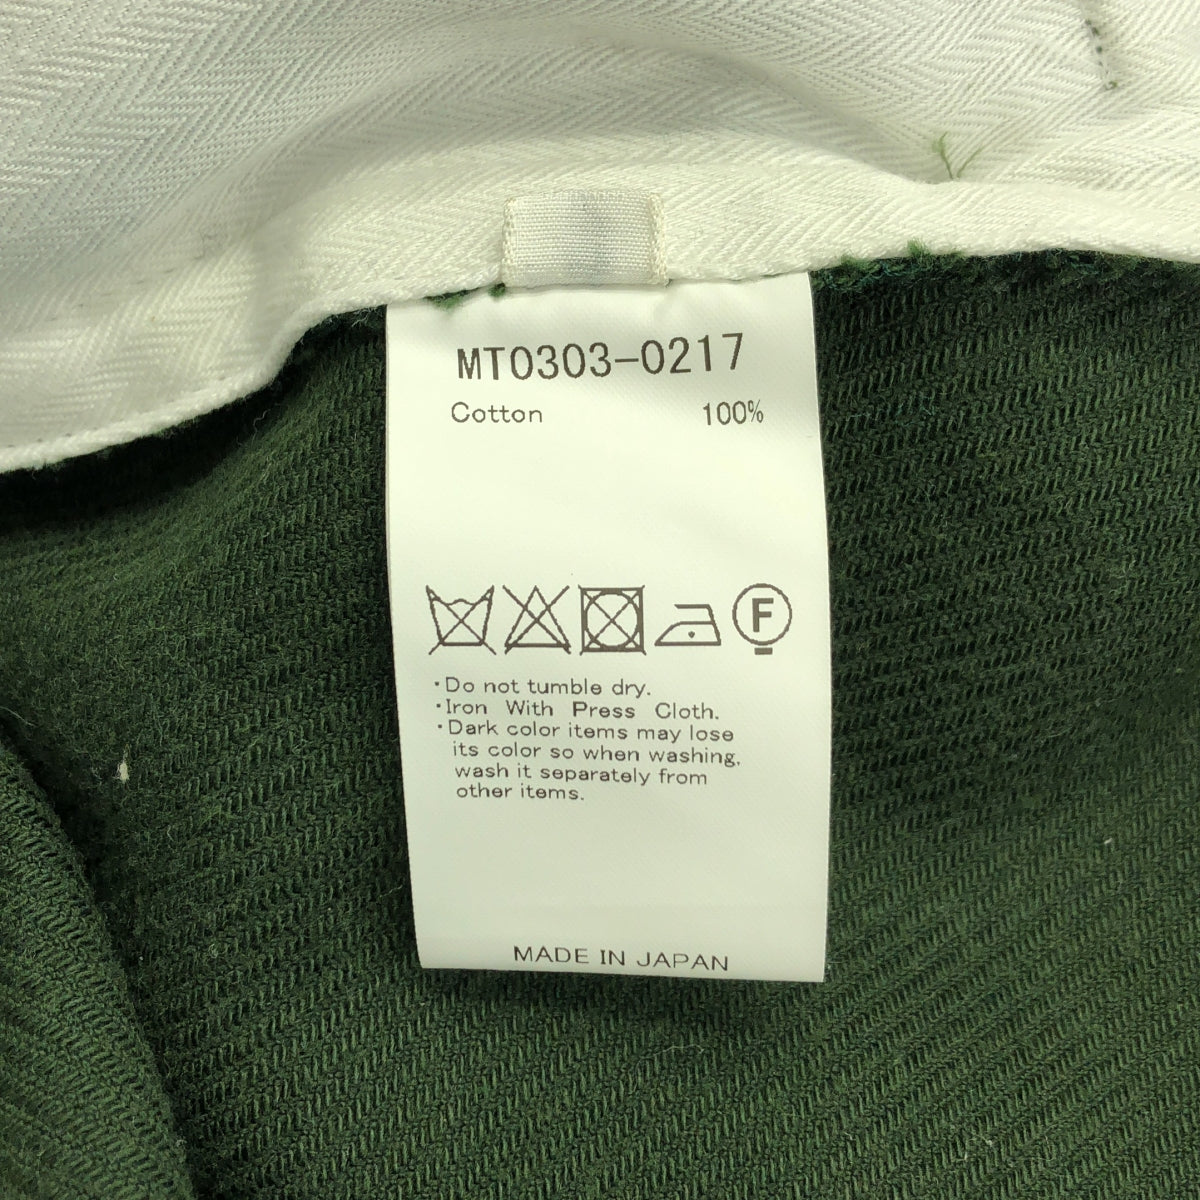 MT0303-0217
Cotton 100%
F
・Do not tumble dry.
・Iron With Press Cloth.
・Dark color items may lose
its color so when washing,
wash it separately from
other items.
MADE IN JAPAN